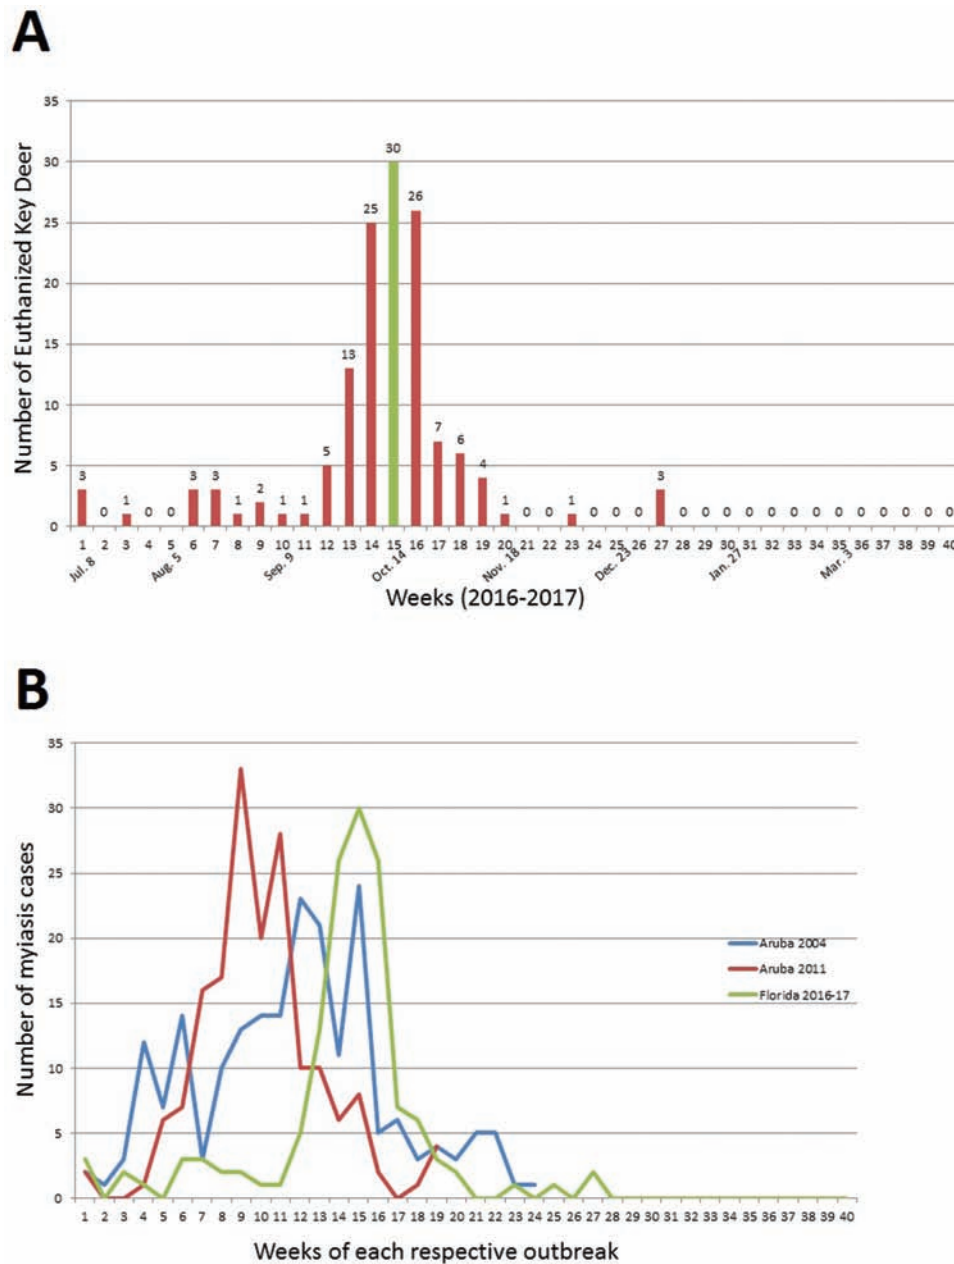 A
Number of Euthanized Key Deer
35
30
25
20
15
10
5
0
3 0 1 0 0 3 3 1 2 1 1 5 13 25 30 26 7 6 4 1 0 0 1 0 0 0 3 0 0 0 0 0 0 0 0 0 0 0 0 0
1 2 3 4 5 6 7 8 9 10 11 12 13 14 15 16 17 18 19 20 21 22 23 24 25 26 27 28 29 30 31 32 33 34 35 36 37 38 39 40
Jul. 8 Aug. 5 Sep. 9 Oct. 14 Nov. 18 Dec. 23 Jan. 27 Mar. 3
Weeks (2016-2017)
B
Number of myiasis cases
35
30
25
20
15
10
5
0
Aruba 2004
Aruba 2011
Florida 2016-17
1 2 3 4 5 6 7 8 9 10 11 12 13 14 15 16 17 18 19 20 21 22 23 24 25 26 27 28 29 30 31 32 33 34 35 36 37 38 39 40
Weeks of each respective outbreak